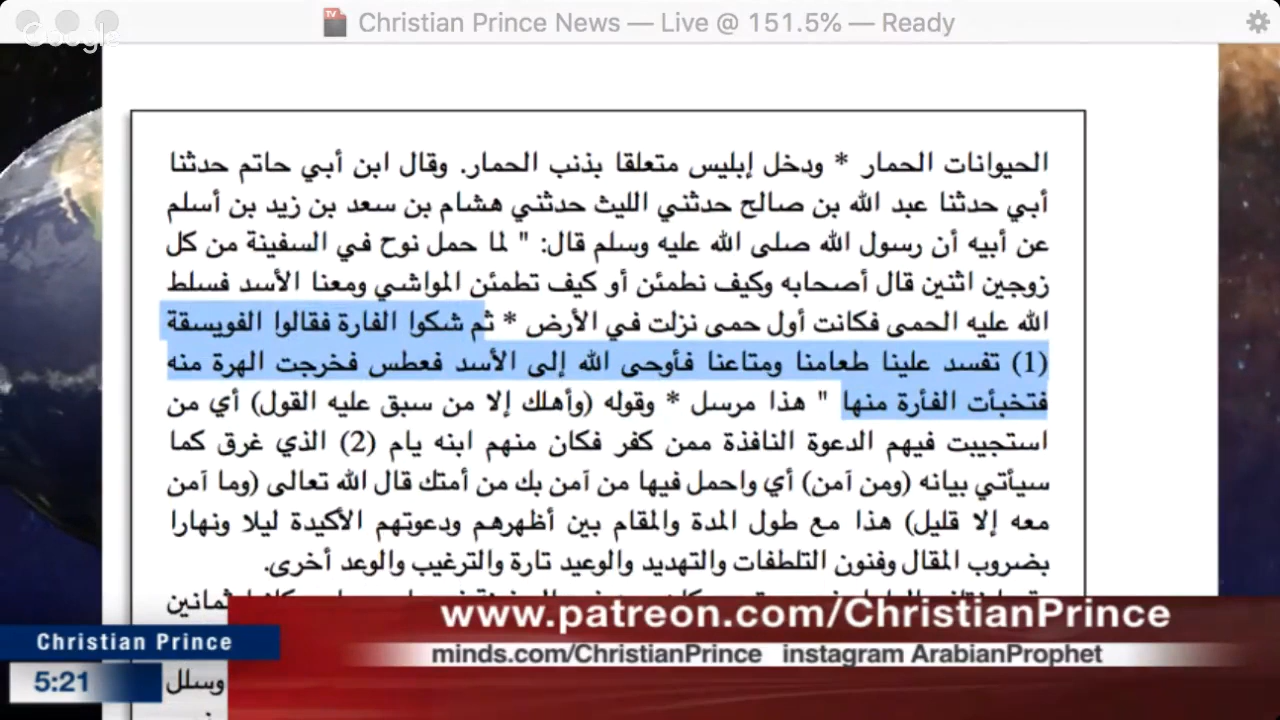 Christian Prince News — Live @ 151.5% — Ready
Google
الحيوانات الحمار * ودخل إبليس متعلقا بذنب الحمار. وقال ابن أبي حاتم حدثنا
أبي حدثنا عبد الله بن صالح حدثني الليث حدثني هشام بن سعد بن زيد بن أسلم
عن أبيه أن رسول الله صلى الله عليه وسلم قال: " لما حمل نوح في السفينة من كل
زوجين اثنين قال أصحابه وكيف نطمئن أو كيف تطمئن المواشي ومعنا الأسد فسلط
الله عليه الحمى فكانت أول حمى نزلت في الأرض * ثم شكوا الفارة فقالوا الفويسقة
(1) تفسد علينا طعامنا ومتاعنا فأوحى الله إلى الأسد فعطس فخرجت الهرة منه
فتخبأت الفأرة منها " هذا مرسل * وقوله (وأهلك إلا من سبق عليه القول) أي من
استجيبت فيهم الدعوة النافذة ممن كفر فكان منهم ابنه يام (2) الذي غرق كما
سيأتي بيانه (ومن آمن) أي واحمل فيها من آمن بك من أمتك قال الله تعالى (وما آمن
معه إلا قليل) هذا مع طول المدة والمقام بين أظهرهم ودعوتهم الأكيدة ليلا ونهارا
بضروب المقال وفنون التلطفات والتهديد والوعيد تارة والترغيب والوعد أخرى.
ثمانين
www.patreon.com/ChristianPrince
Christian Prince
minds.com/ChristianPrince instagram ArabianProphet
5:21
وسلل